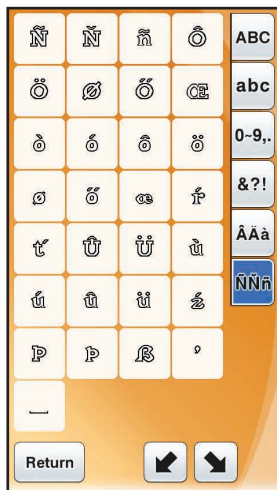 Ñ Ň ñ Ô ABC
Ö Ø Ő Œ abc
ò ó ô ö 0~9,.
ø ő œ ŕ &?!
ť Û Ü ù ÂÄà
ú û ü ź ÑÑñ
Þ þ ß ’
Return